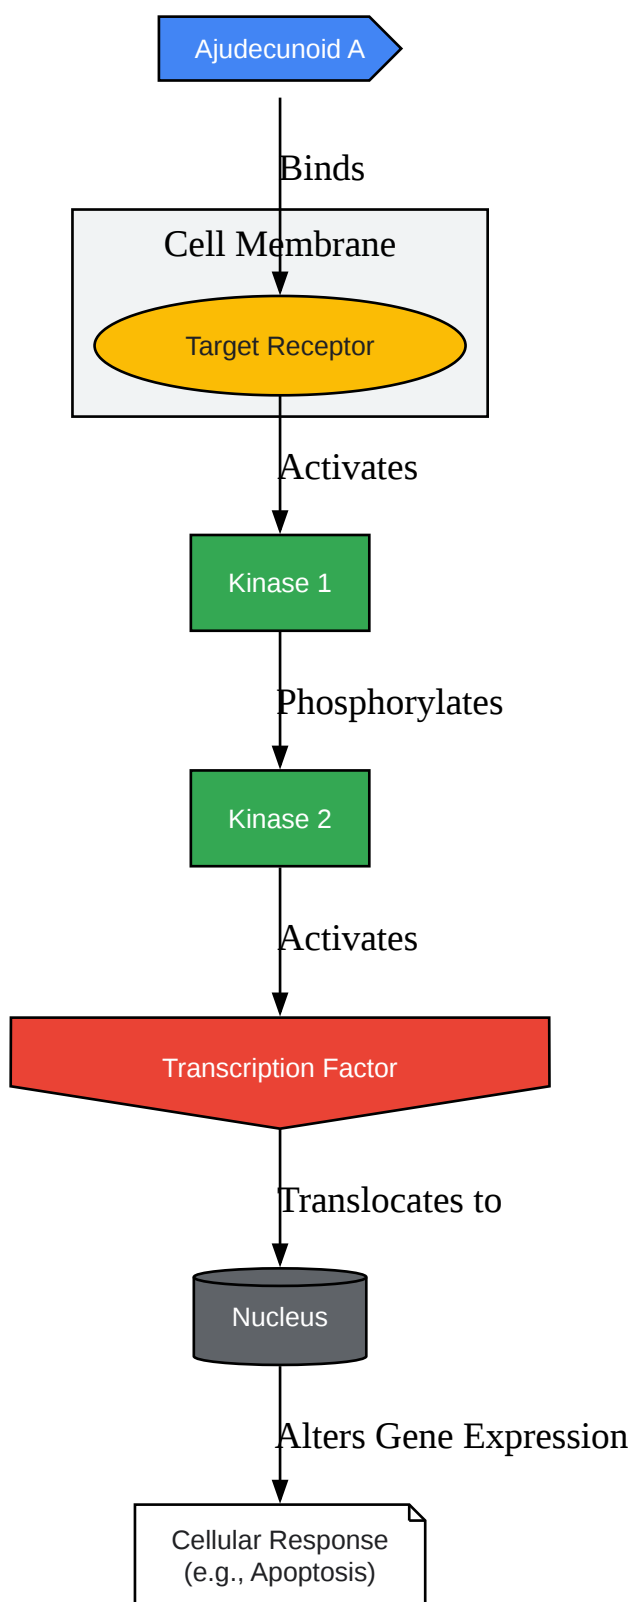 Ajudecunoid A
Binds
Cell Membrane
Target Receptor
Activates
Kinase 1
Phosphorylates
Kinase 2
Activates
Transcription Factor
Translocates to
Nucleus
Alters Gene Expression
Cellular Response
(e.g., Apoptosis)